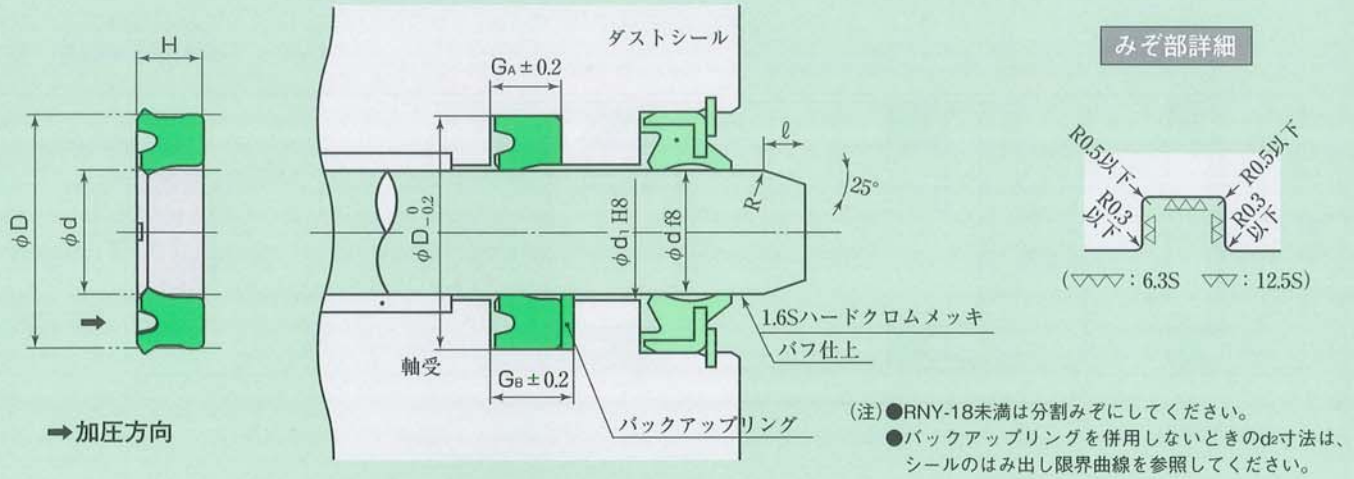 H
φD
φd
➡加圧方向
ダストシール
GA±0.2
φD 0 -0.2
φd1 H8
φd f8
R
ℓ
25°
1.6Sハードクロムメッキ
バフ仕上
軸受
GB±0.2
バックアップリング
みぞ部詳細
R0.5以下
R0.5以下
R0.3
以下
R0.3
以下
(▽▽▽:6.3S ▽▽:12.5S)
(注)●RNY-18未満は分割みぞにしてください。
●バックアップリングを併用しないときのd2寸法は、
シールのはみ出し限界曲線を参照してください。